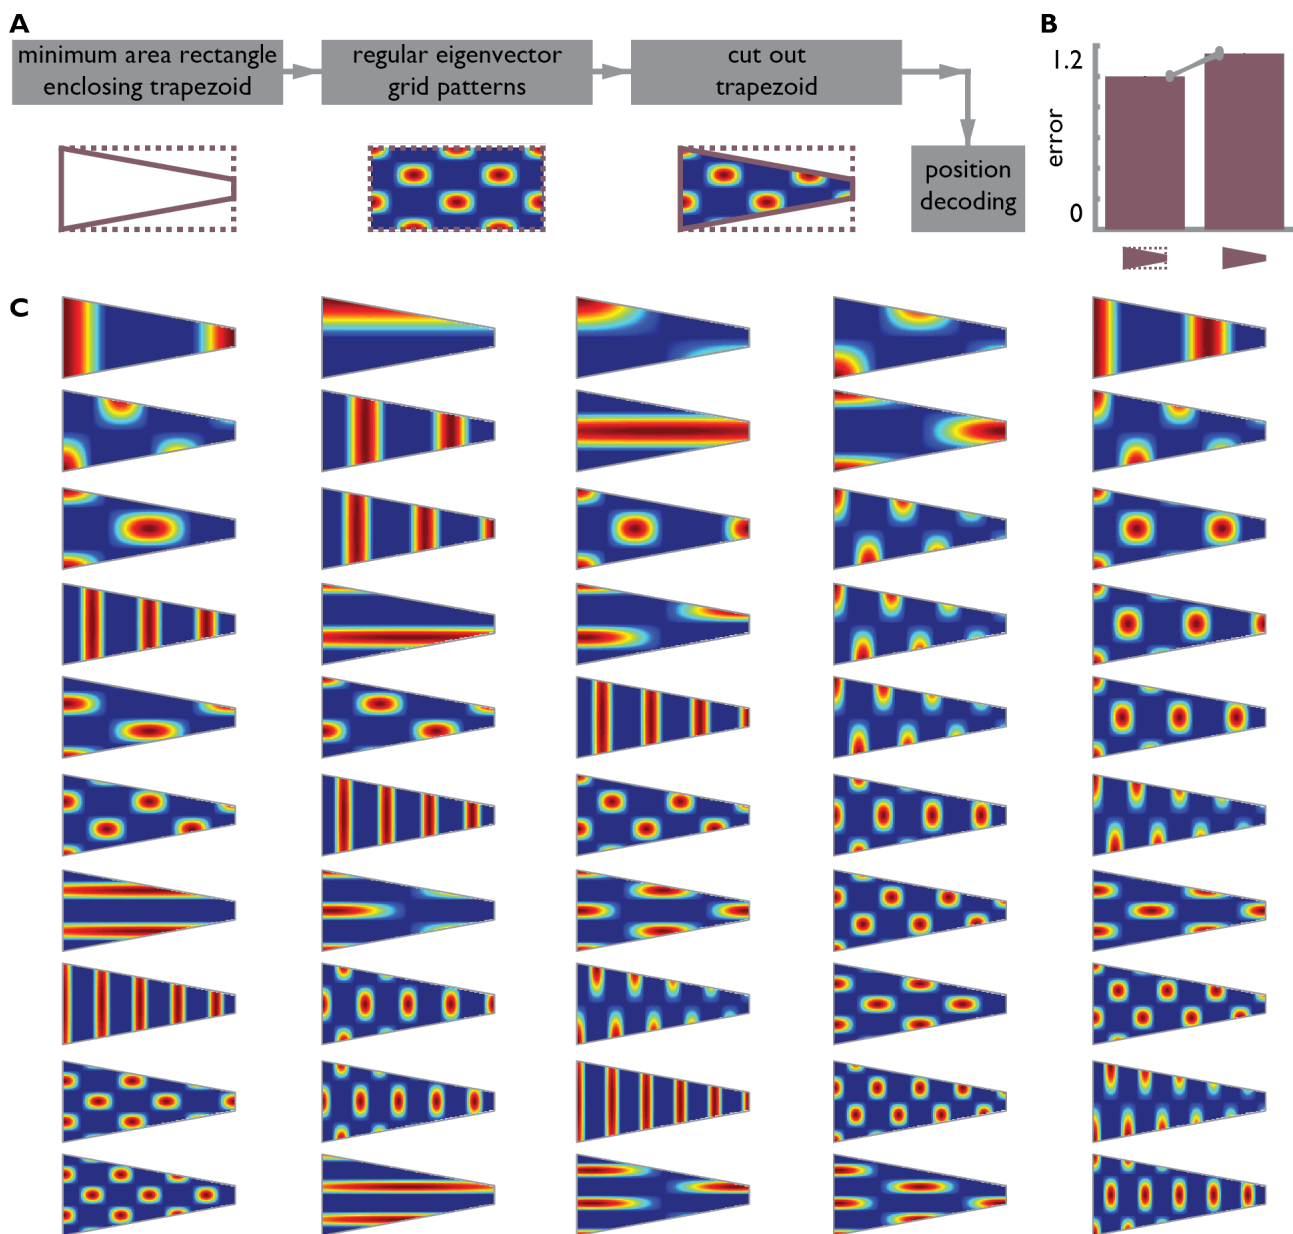 A
minimum area rectangle
enclosing trapezoid
regular eigenvector
grid patterns
cut out
trapezoid
position
decoding
B
1.2
error
0
C